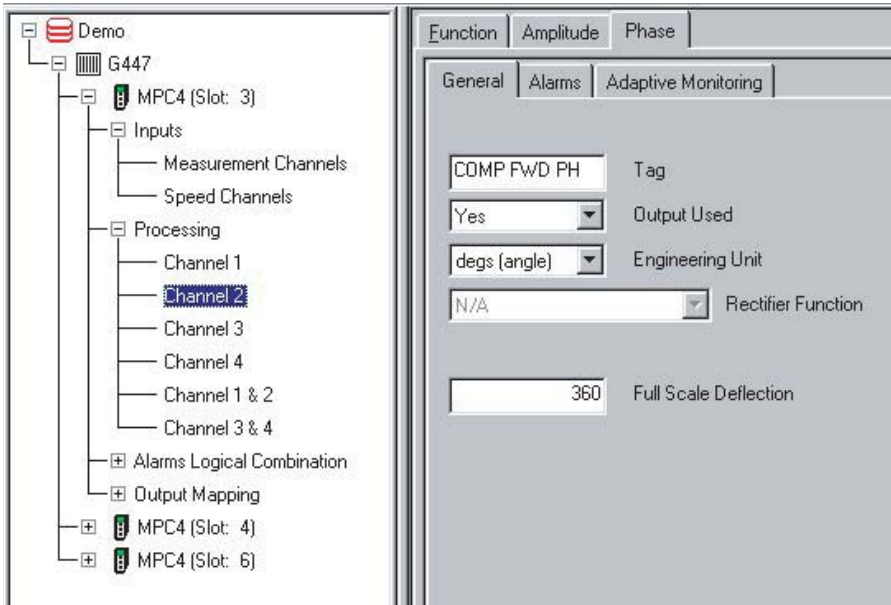 Demo
G447
MPC4 (Slot: 3)
Inputs
Measurement Channels
Speed Channels
Processing
Channel 1
Channel 2
Channel 3
Channel 4
Channel 1 & 2
Channel 3 & 4
Alarms Logical Combination
Output Mapping
MPC4 (Slot: 4)
MPC4 (Slot: 6)
Function Amplitude Phase
General Alarms Adaptive Monitoring
COMP FWD PH Tag
Yes Output Used
degs (angle) Engineering Unit
N/A Rectifier Function
360 Full Scale Deflection